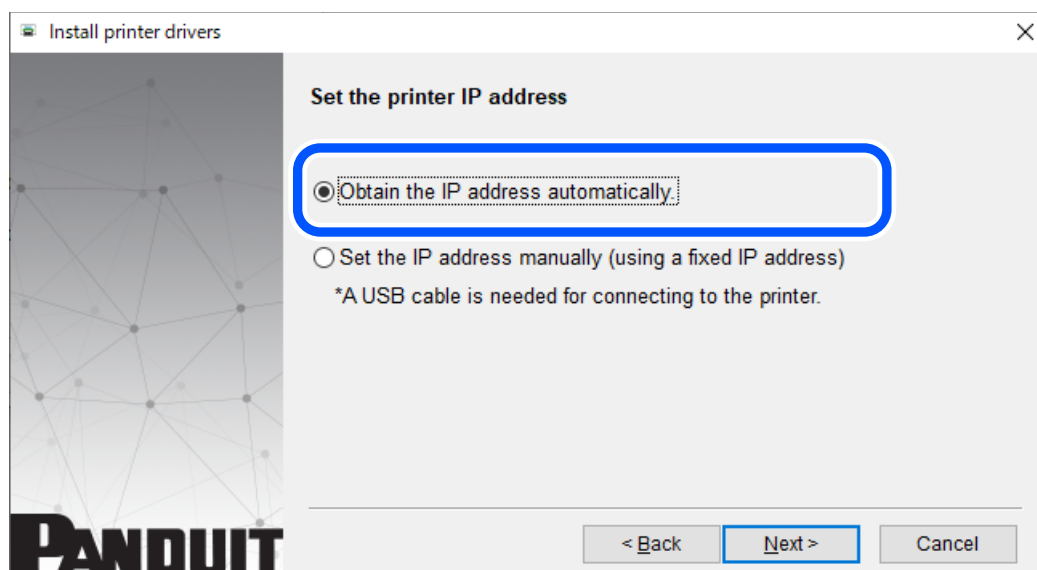 Install printer drivers
Set the printer IP address
Obtain the IP address automatically.
Set the IP address manually (using a fixed IP address)
*A USB cable is needed for connecting to the printer.
PANDUIT
< Back Next > Cancel